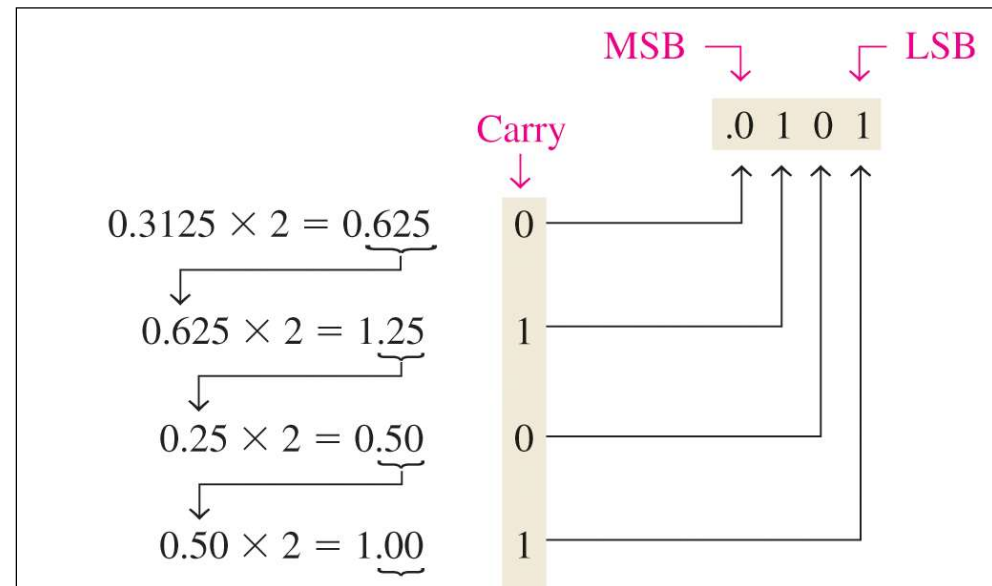 MSB LSB
.0 1 0 1
Carry
0.3125 × 2 = 0.625 0
0.625 × 2 = 1.25 1
0.25 × 2 = 0.50 0
0.50 × 2 = 1.00 1